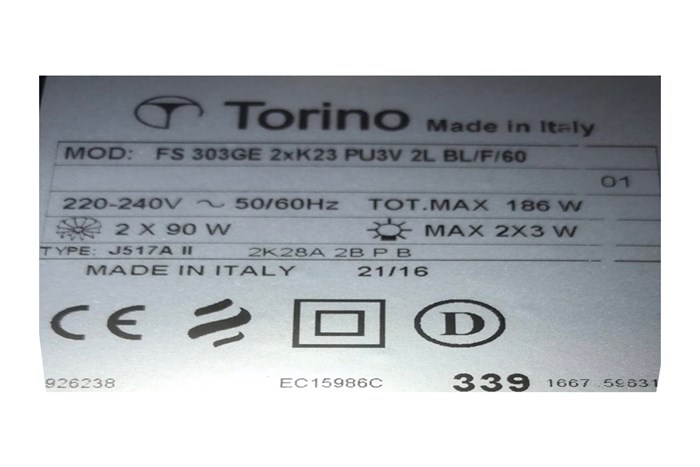 Torino Made in Italy
MOD: FS 303GE 2xK23 PU3V 2L BL/F/60
01
220-240V ~ 50/60Hz TOT.MAX 186 W
2 X 90 W MAX 2X3 W
TYPE: J517A II 2K28A 2B P B
MADE IN ITALY 21/16
CE D
926238 EC15986C 339 1667